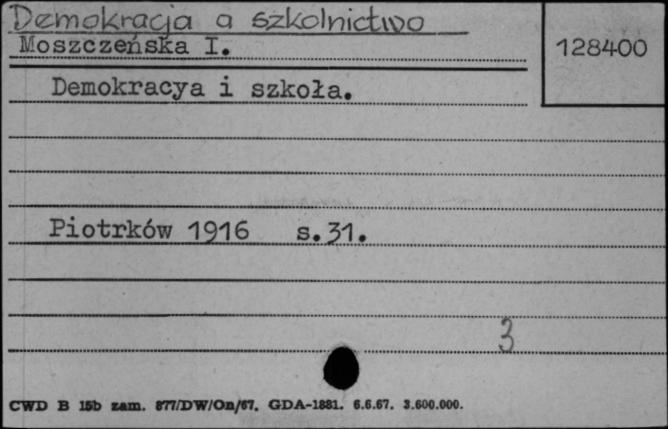 Demokracja a szkolnictwo
Moszczeńska I.
128400
Demokracya i szkoła.
Piotrków 1916 s.31.
3
CWD B 15b zam. 877/DW/On/67. GDA-1881. 6.6.67. 3.600.000.